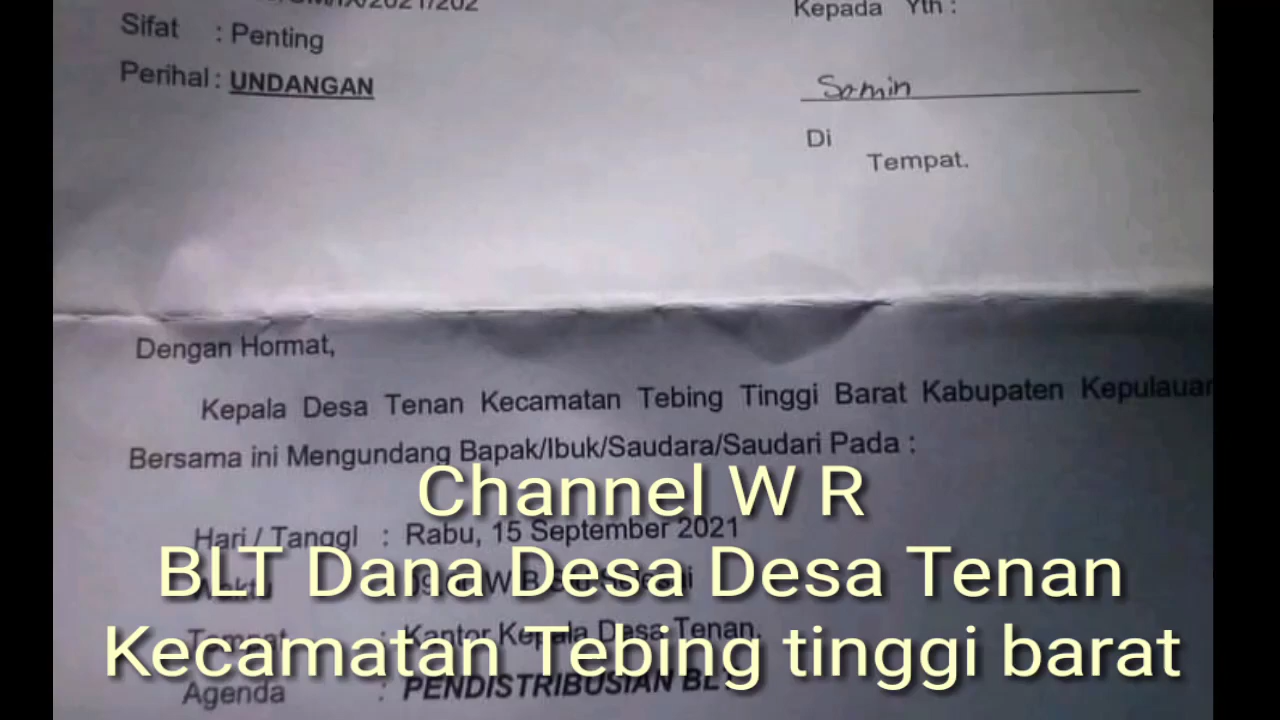 Kepada Yth :
Sifat : Penting
Perihal : UNDANGAN
Samin
Di
Tempat.
Dengan Hormat,
Kepala Desa Tenan Kecamatan Tebing Tinggi Barat Kabupaten Kepulauan
Bersama ini Mengundang Bapak/Ibuk/Saudara/Saudari Pada :
Channel W R
Hari / Tanggl : Rabu, 15 September 2021
BLT Dana Desa Desa Tenan
Waktu
Tempat : Kantor Kepala Desa Tenan.
Kecamatan Tebing tinggi barat
Agenda : PENDISTRIBUSIAN BLT